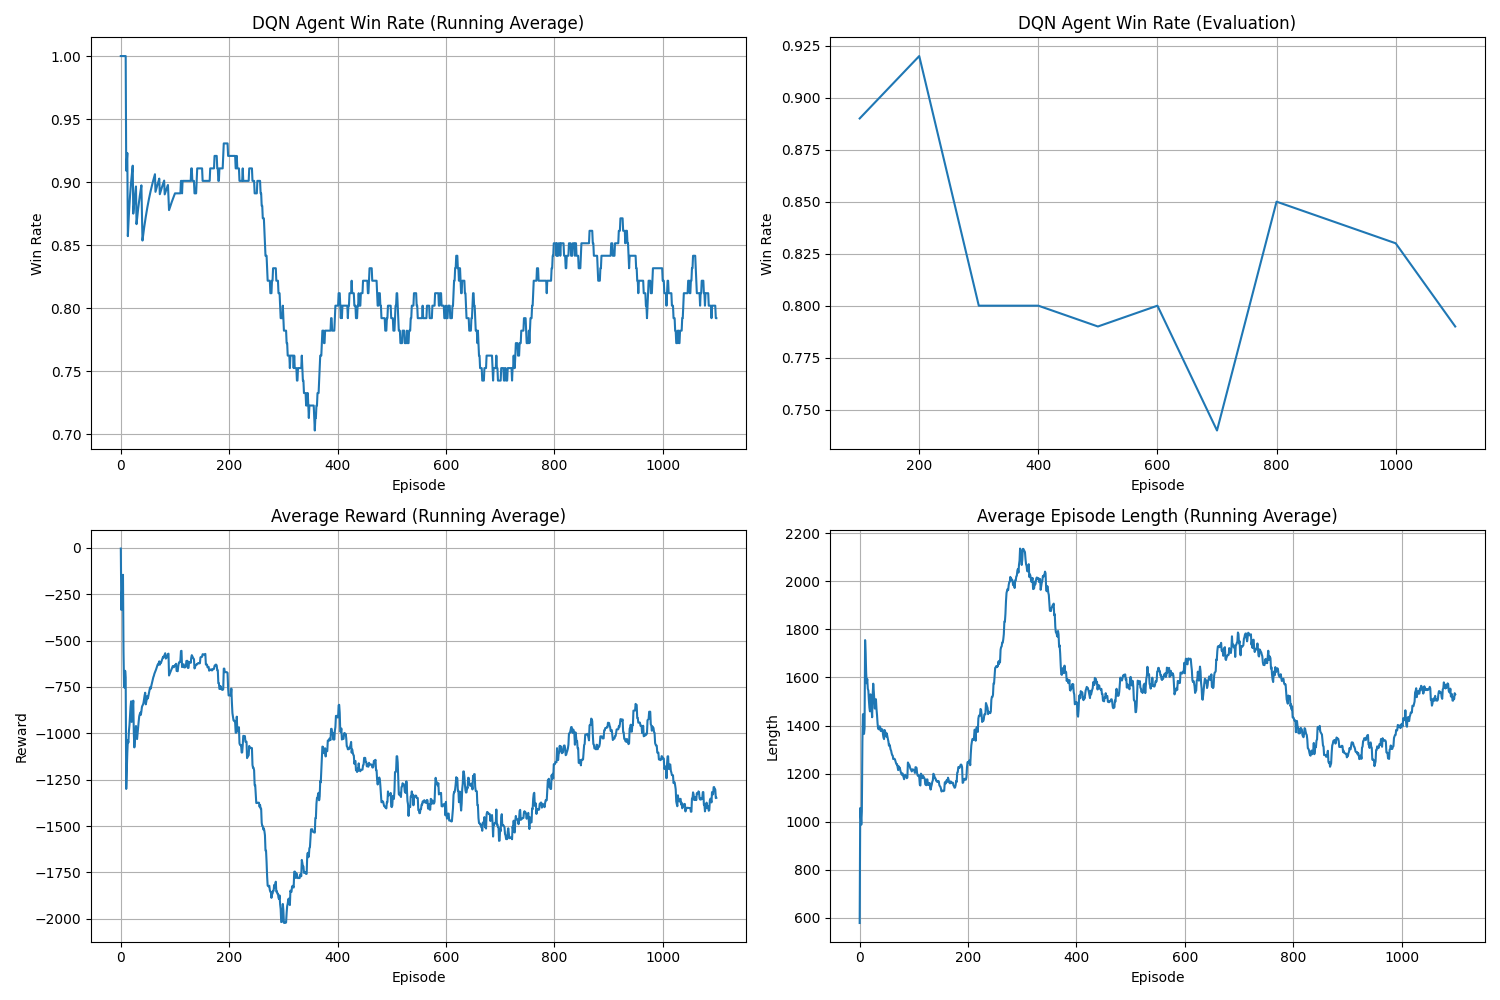 DQN Agent Win Rate (Running Average)
1.00
0.95
0.90
0.85
0.80
0.75
0.70
Win Rate
0 200 400 600 800 1000
Episode
DQN Agent Win Rate (Evaluation)
0.925
0.900
0.875
0.850
0.825
0.800
0.775
0.750
Win Rate
200 400 600 800 1000
Episode
Average Reward (Running Average)
0
−250
−500
−750
−1000
−1250
−1500
−1750
−2000
Reward
0 200 400 600 800 1000
Episode
Average Episode Length (Running Average)
2200
2000
1800
1600
1400
1200
1000
800
600
Length
0 200 400 600 800 1000
Episode